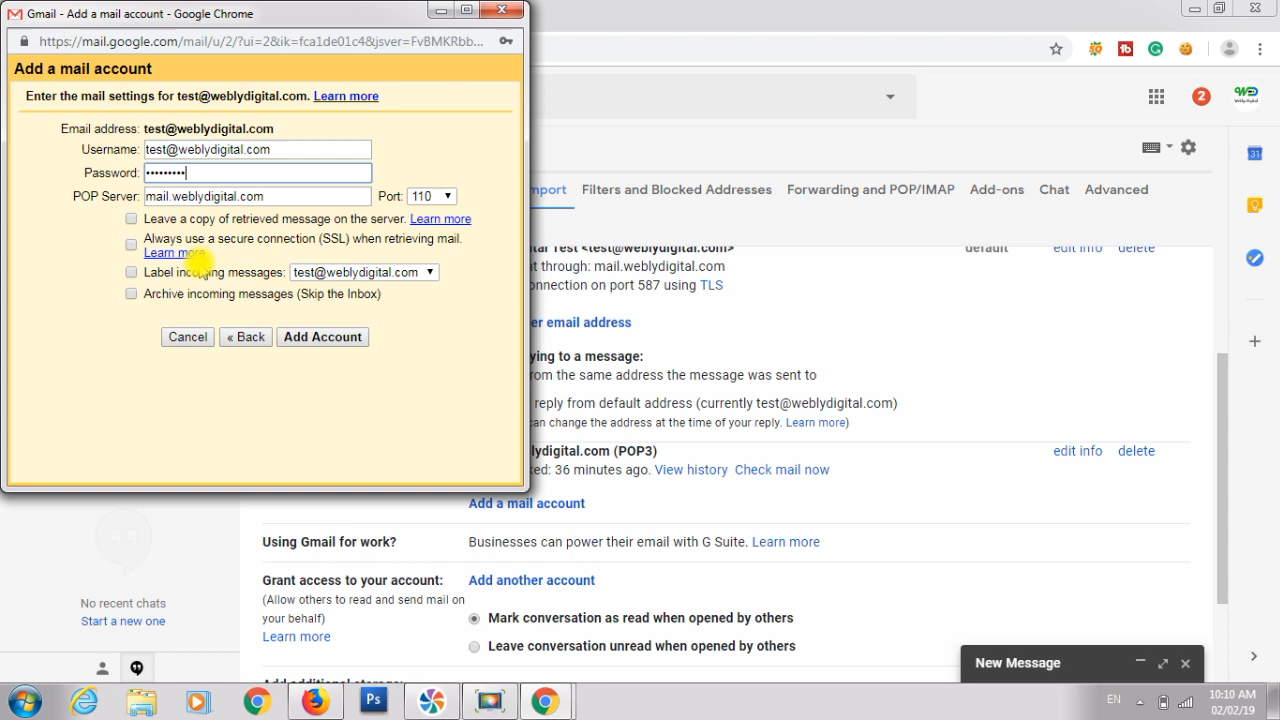 Gmail - Add a mail account - Google Chrome
https://mail.google.com/mail/u/2/?ui=2&ik=fca1de01c4&jsver=FvBMKRbb...
Add a mail account
Enter the mail settings for test@weblydigital.com. Learn more
Email address: test@weblydigital.com
Username: test@weblydigital.com
Password: •••••••••
POP Server: mail.weblydigital.com Port: 110
Leave a copy of retrieved message on the server. Learn more
Always use a secure connection (SSL) when retrieving mail.
Learn more
Label incoming messages: test@weblydigital.com
Archive incoming messages (Skip the Inbox)
Cancel « Back Add Account
2
31
mport Filters and Blocked Addresses Forwarding and POP/IMAP Add-ons Chat Advanced
ital Test <test@weblydigital.com> default edit info delete
nt through: mail.weblydigital.com
onnection on port 587 using TLS
er email address
ying to a message:
rom the same address the message was sent to
reply from default address (currently test@weblydigital.com)
can change the address at the time of your reply. Learn more)
blydigital.com (POP3) edit info delete
ked: 36 minutes ago. View history Check mail now
Add a mail account
Using Gmail for work? Businesses can power their email with G Suite. Learn more
Grant access to your account: Add another account
(Allow others to read and send mail on
your behalf)
Learn more
Mark conversation as read when opened by others
Leave conversation unread when opened by others
No recent chats
Start a new one
New Message
Ps
EN
10:10 AM
02/02/19